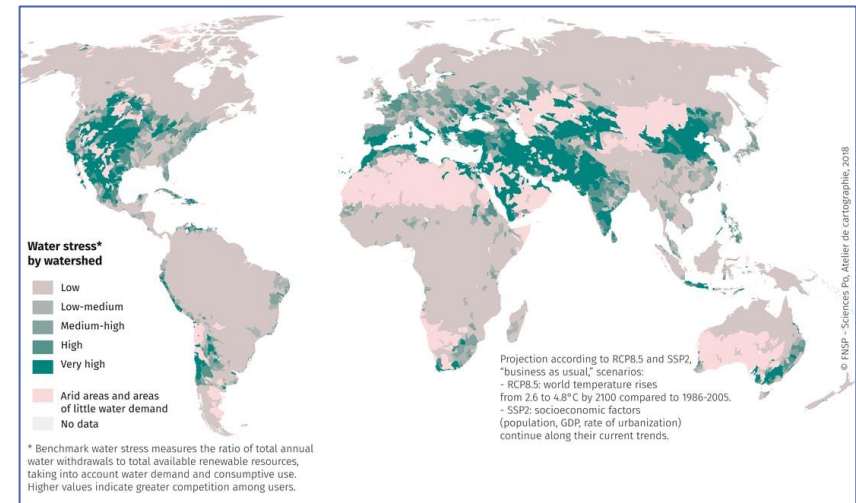 Water stress*
by watershed
Low
Low-medium
Medium-high
High
Very high
Arid areas and areas
of little water demand
No data
* Benchmark water stress measures the ratio of total annual
water withdrawals to total available renewable resources,
taking into account water demand and consumptive use.
Higher values indicate greater competition among users.
Projection according to RCP8.5 and SSP2,
"business as usual," scenarios:
- RCP8.5: world temperature rises
from 2.6 to 4.8°C by 2100 compared to 1986-2005.
- SSP2: socioeconomic factors
(population, GDP, rate of urbanization)
continue along their current trends.
© FNSP - Sciences Po, Atelier de cartographie, 2018